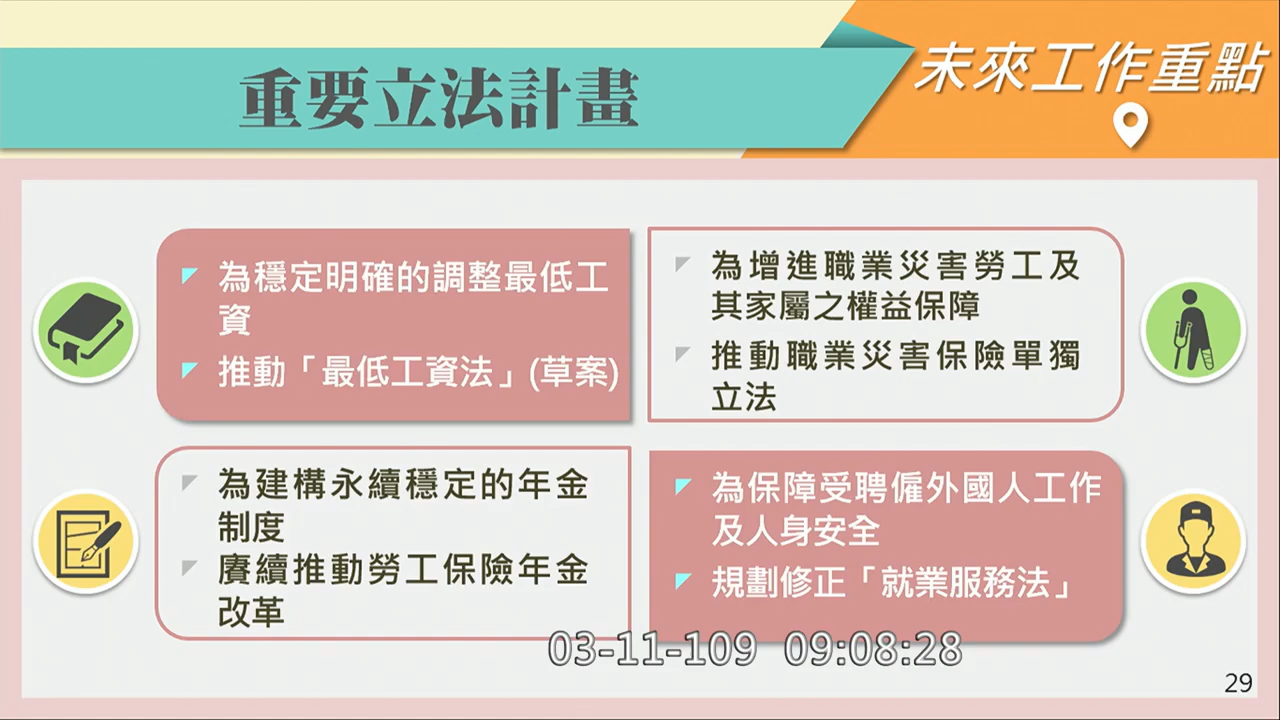 未來工作重點
重要立法計畫
為穩定明確的調整最低工
資
推動「最低工資法」(草案)
為增進職業災害勞工及
其家屬之權益保障
推動職業災害保險單獨
立法
為建構永續穩定的年金
制度
賡續推動勞工保險年金
改革
為保障受聘僱外國人工作
及人身安全
規劃修正「就業服務法」
03-11-109 09:08:28
29